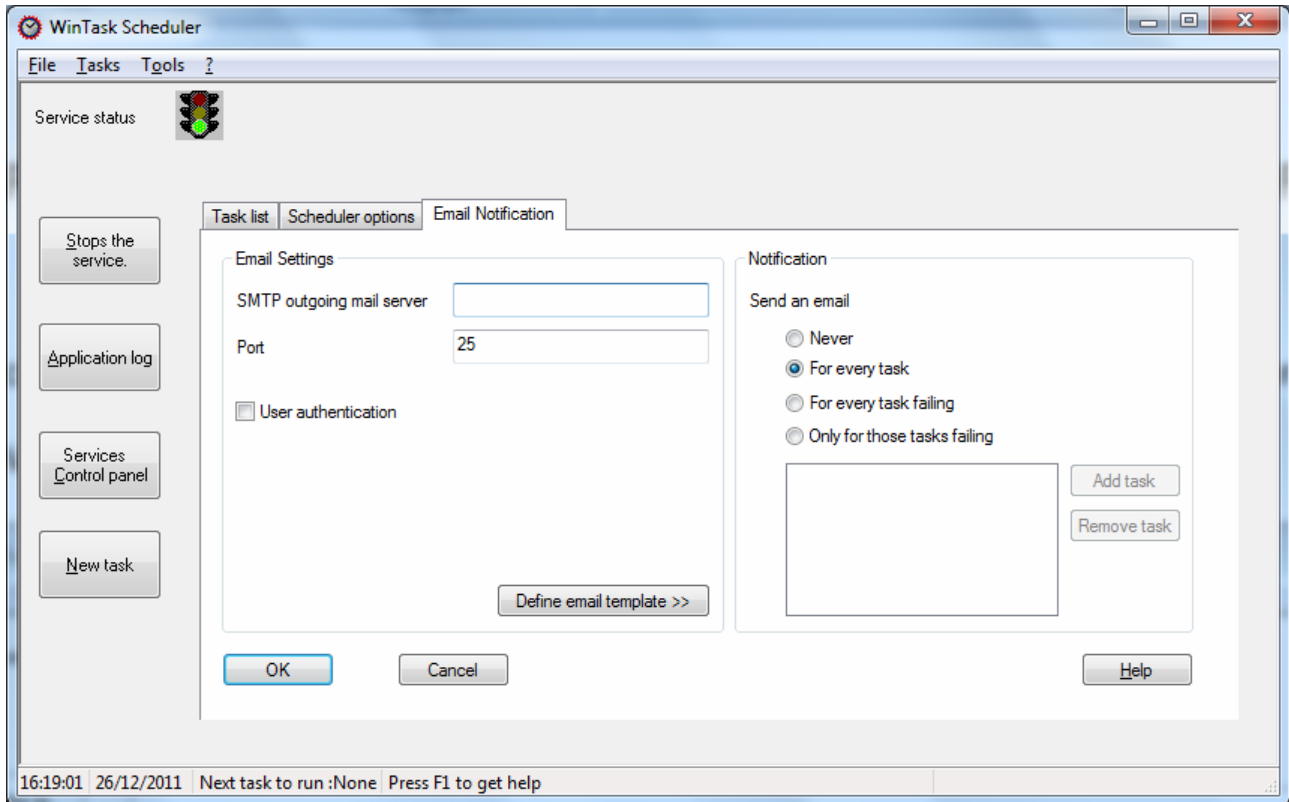 WinTask Scheduler
File Tasks Tools ?
Service status
Stops the
service.
Application log
Services
Control panel
New task
Task list Scheduler options Email Notification
Email Settings
SMTP outgoing mail server
Port 25
User authentication
Define email template >>
Notification
Send an email
Never
For every task
For every task failing
Only for those tasks failing
Add task
Remove task
OK Cancel Help
16:19:01 26/12/2011 Next task to run :None Press F1 to get help